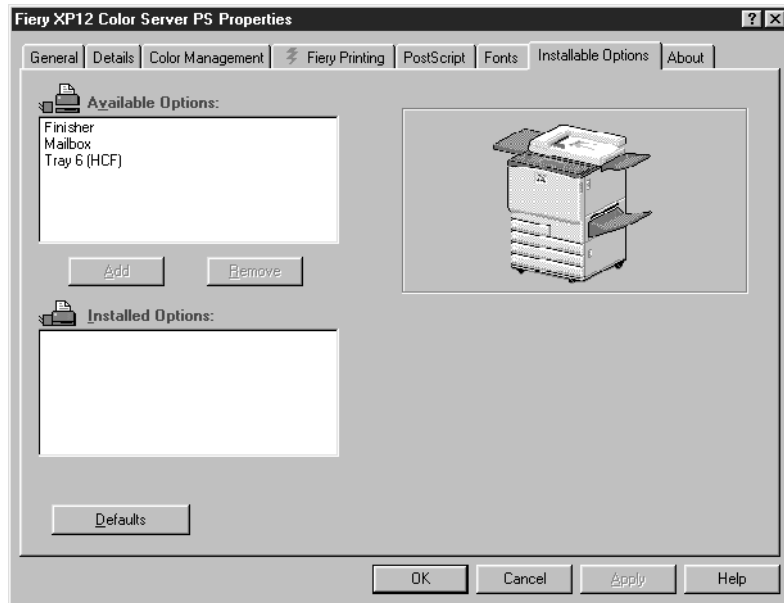 Fiery XP12 Color Server PS Properties
General Details Color Management Fiery Printing PostScript Fonts Installable Options About
Available Options:
Finisher
Mailbox
Tray 6 (HCF)
Add Remove
Installed Options:
Defaults
OK Cancel Apply Help